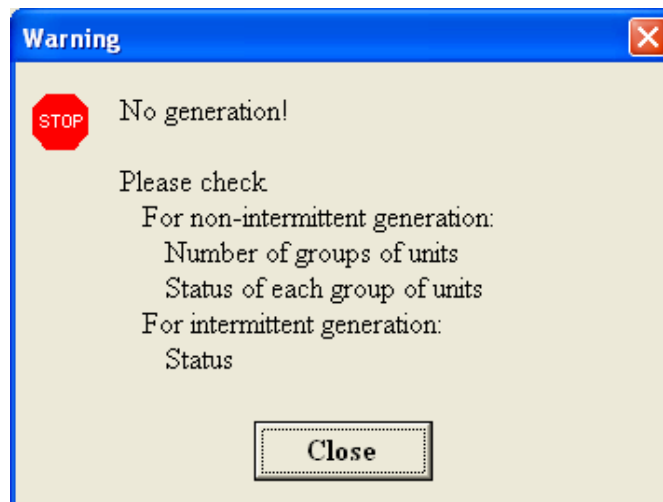 Warning
STOP
No generation!
Please check
For non-intermittent generation:
Number of groups of units
Status of each group of units
For intermittent generation:
Status
Close